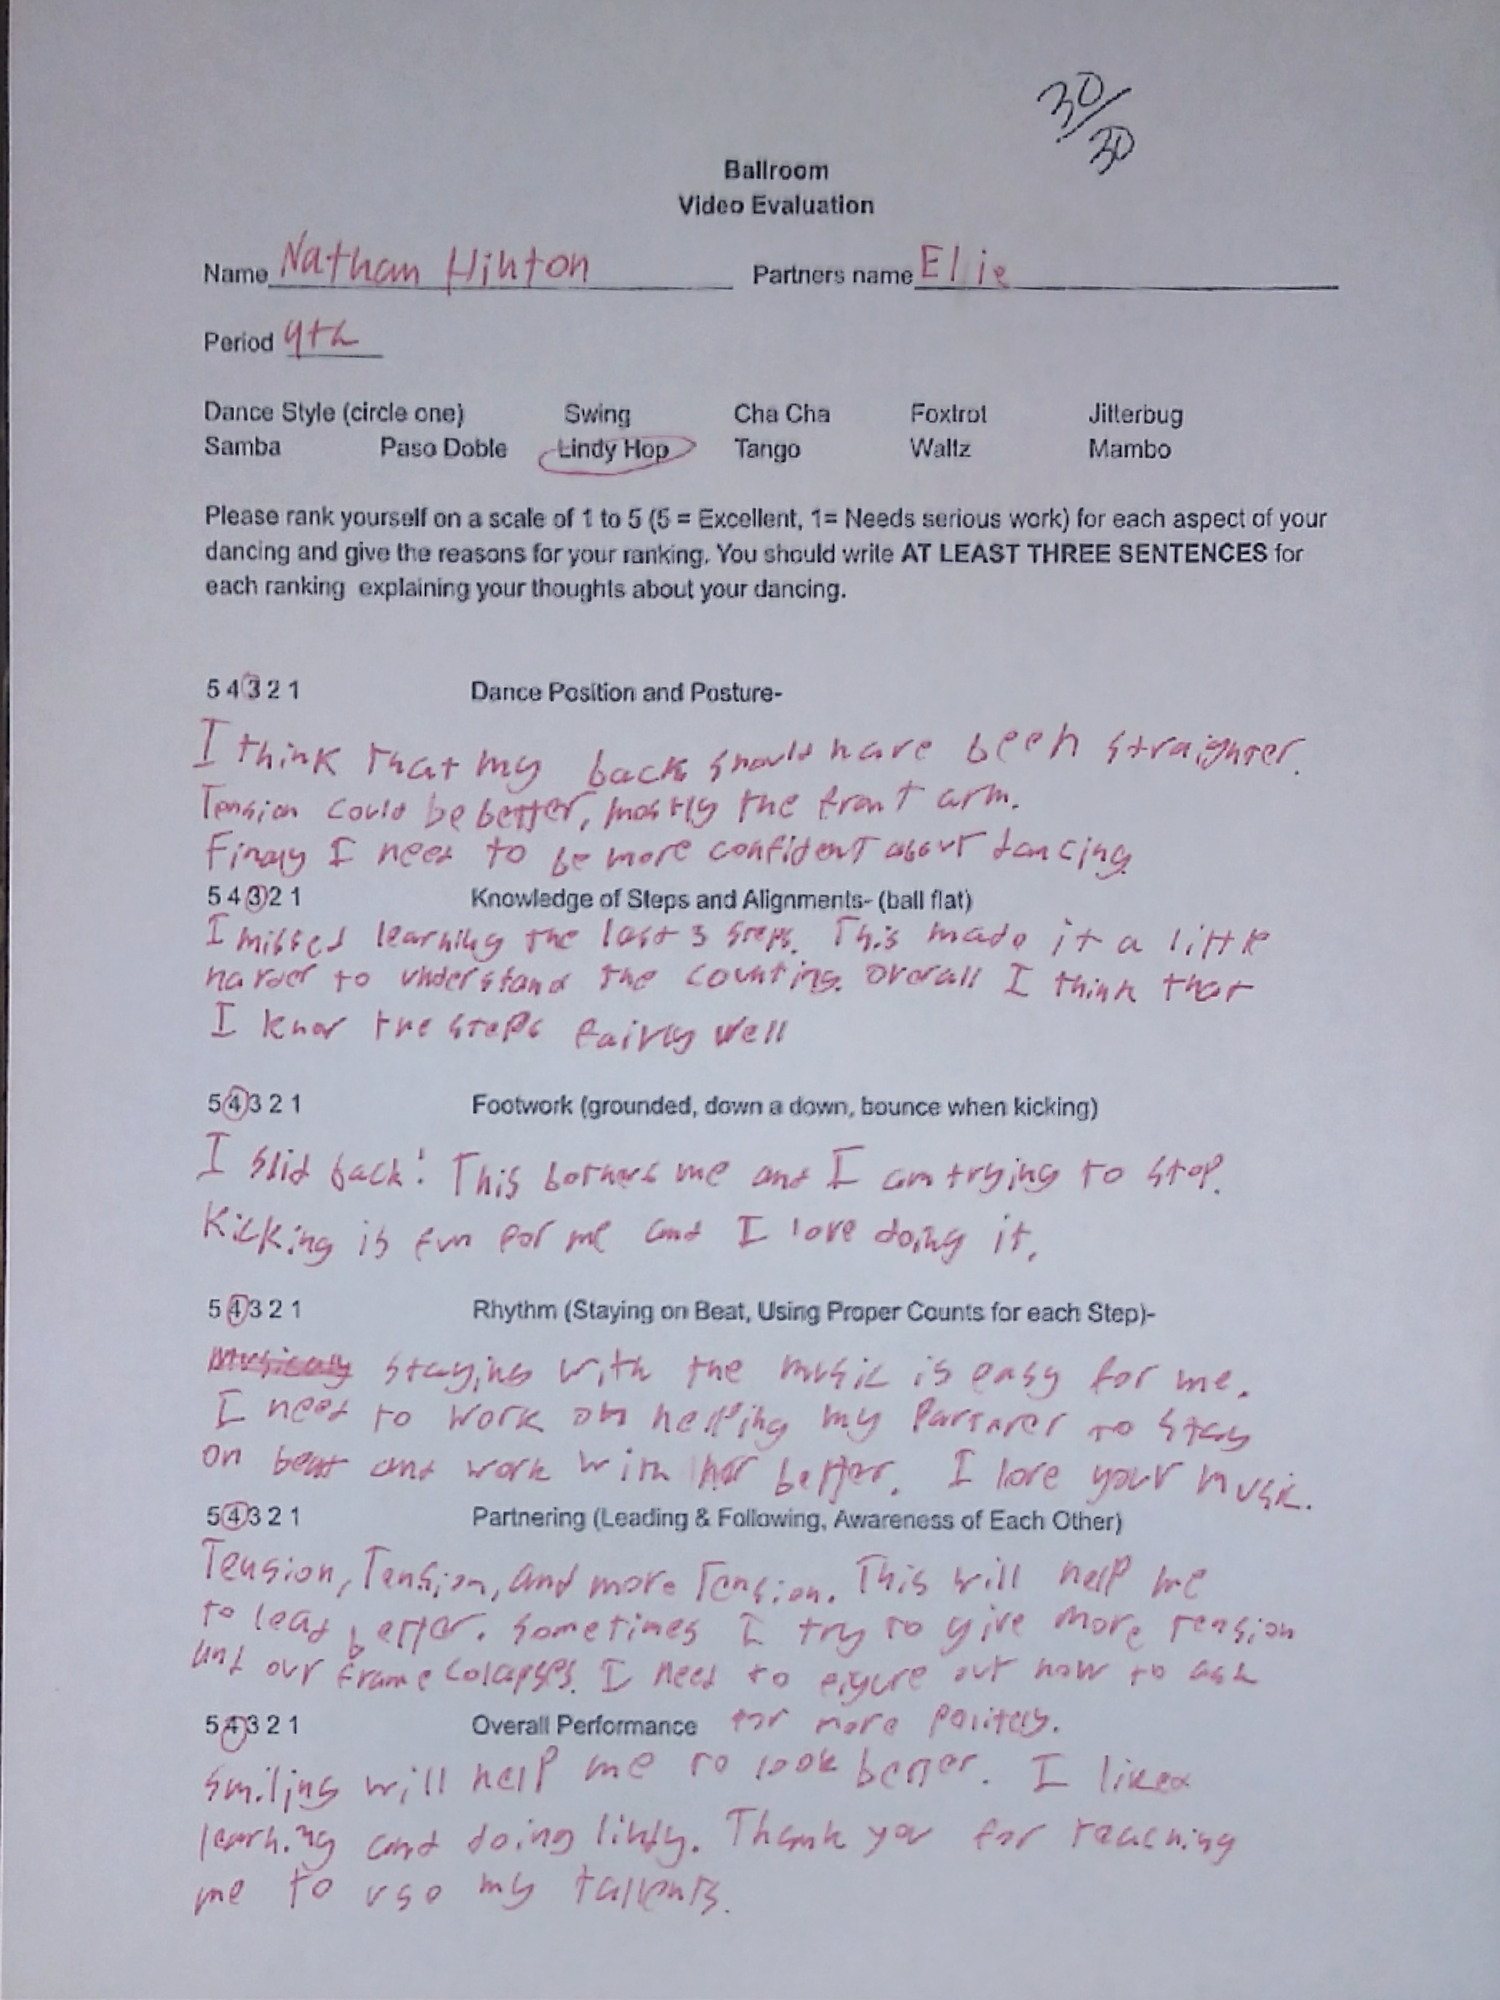 30/30
Ballroom
Video Evaluation
Name Nathan Hinton Partners name Ellie
Period 4th
Dance Style (circle one) Swing Cha Cha Foxtrot Jitterbug
Samba Paso Doble Lindy Hop Tango Waltz Mambo
Please rank yourself on a scale of 1 to 5 (5 = Excellent, 1= Needs serious work) for each aspect of your
dancing and give the reasons for your ranking. You should write AT LEAST THREE SENTENCES for
each ranking explaining your thoughts about your dancing.
5 4 3 2 1 Dance Position and Posture-
I think that my back should have been straighter.
Tension could be better, mostly the front arm.
Finaly I need to be more confident about dancing
5 4 3 2 1 Knowledge of Steps and Alignments- (ball flat)
I missed learning the last 3 steps. This made it a little
harder to understand the counting. Overall I think that
I know the steps fairly well
5 4 3 2 1 Footwork (grounded, down a down, bounce when kicking)
I slid back! This bothers me and I am trying to stop.
Kicking is fun for me and I love doing it.
5 4 3 2 1 Rhythm (Staying on Beat, Using Proper Counts for each Step)-
staying with the music is easy for me.
I need to work on helping my Partner to stay
on beat and work with her better. I love your music.
5 4 3 2 1 Partnering (Leading & Following, Awareness of Each Other)
Tension, Tension, and more Tension. This will help me
to lead better. Sometimes I try to give more tension
and our frame colapses. I need to figure out how to ask
5 4 3 2 1 Overall Performance for more politely.
Smiling will help me to look better. I liked
learning and doing lindy. Thank you for teaching
me to use my tallents.